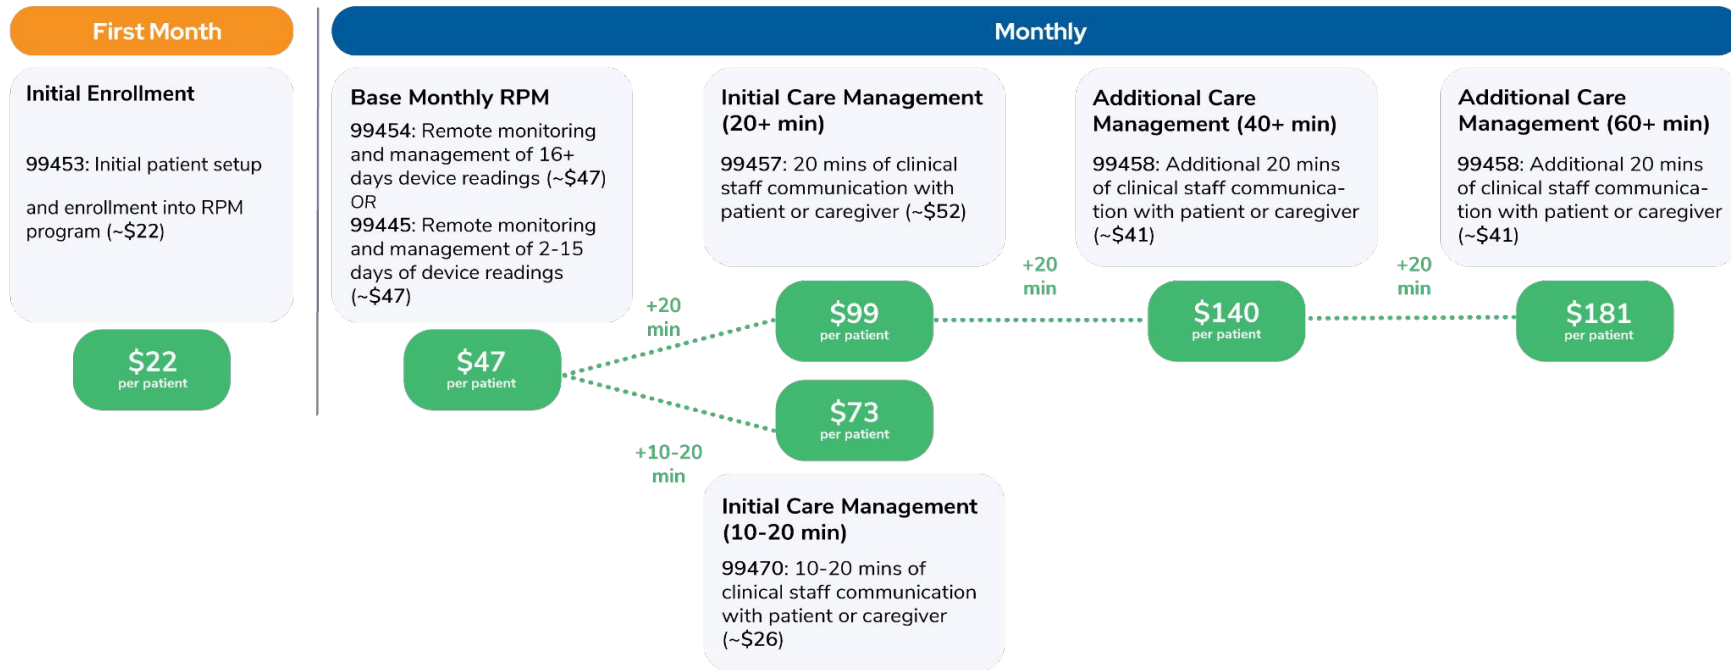 First Month
Monthly
Initial Enrollment
99453: Initial patient setup
and enrollment into RPM
program (~$22)
$22
per patient
Base Monthly RPM
99454: Remote monitoring
and management of 16+
days device readings (~$47)
OR
99445: Remote monitoring
and management of 2-15
days of device readings
(~$47)
$47
per patient
+20
min
+10-20
min
Initial Care Management
(20+ min)
99457: 20 mins of clinical
staff communication with
patient or caregiver (~$52)
$99
per patient
$73
per patient
Initial Care Management
(10-20 min)
99470: 10-20 mins of
clinical staff communication
with patient or caregiver
(~$26)
+20
min
Additional Care
Management (40+ min)
99458: Additional 20 mins
of clinical staff communica-
tion with patient or caregiver
(~$41)
$140
per patient
+20
min
Additional Care
Management (60+ min)
99458: Additional 20 mins
of clinical staff communica-
tion with patient or caregiver
(~$41)
$181
per patient